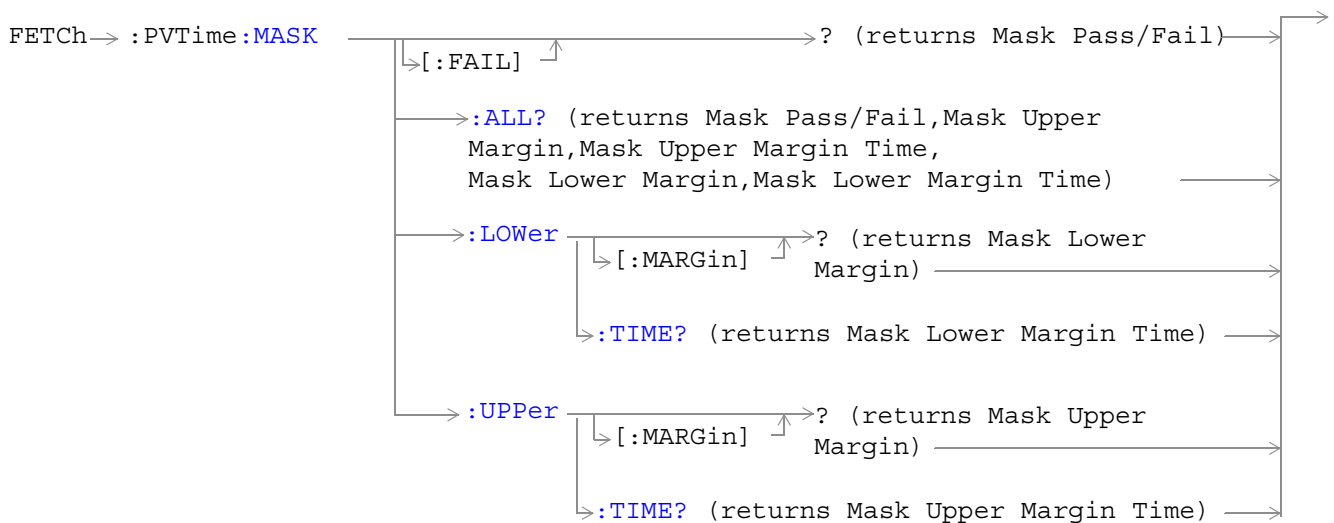 FETCh :PVTime:MASK ? (returns Mask Pass/Fail)
[:FAIL]
:ALL? (returns Mask Pass/Fail,Mask Upper
Margin,Mask Upper Margin Time,
Mask Lower Margin,Mask Lower Margin Time)
:LOWer ? (returns Mask Lower
[:MARGin] Margin)
:TIME? (returns Mask Lower Margin Time)
:UPPer ? (returns Mask Upper
[:MARGin] Margin)
:TIME? (returns Mask Upper Margin Time)